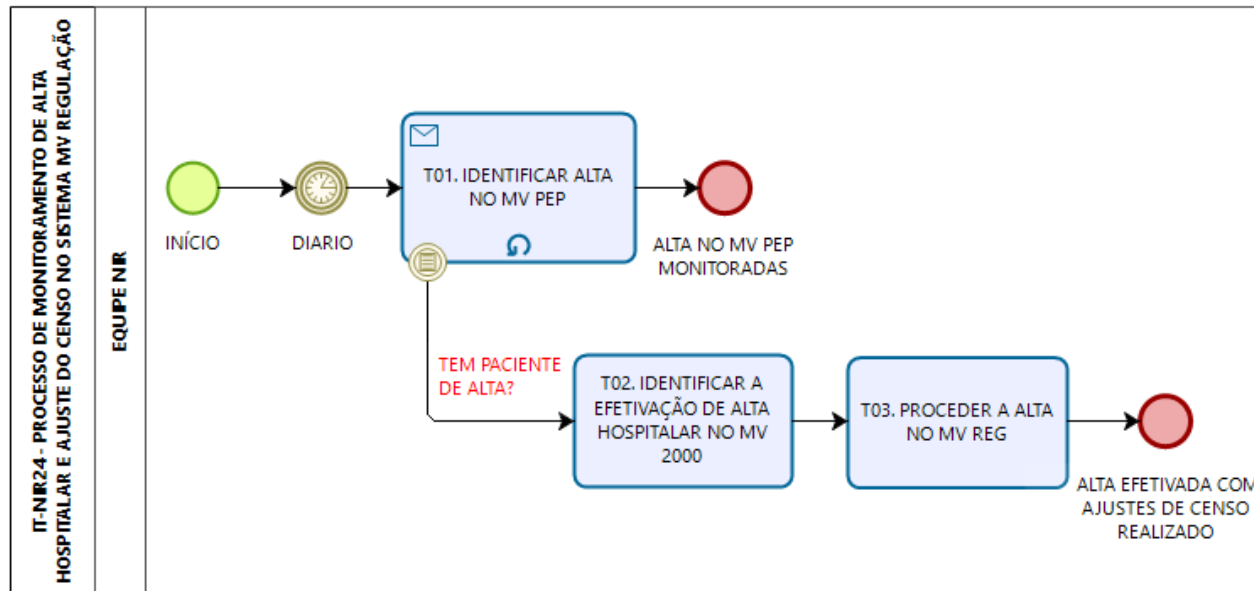 IT-NIR24 - PROCESSO DE MONITORAMENTO DE ALTA
HOSPITALAR E AJUSTE DO CENSO NO SISTEMA MV REGULAÇÃO
EQUIPE NIR
INÍCIO
DIARIO
T01. IDENTIFICAR ALTA
NO MV PEP
ALTA NO MV PEP
MONITORADAS
TEM PACIENTE
DE ALTA?
T02. IDENTIFICAR A
EFETIVAÇÃO DE ALTA
HOSPITALAR NO MV
2000
T03. PROCEDER A ALTA
NO MV REG
ALTA EFETIVADA COM
AJUSTES DE CENSO
REALIZADO